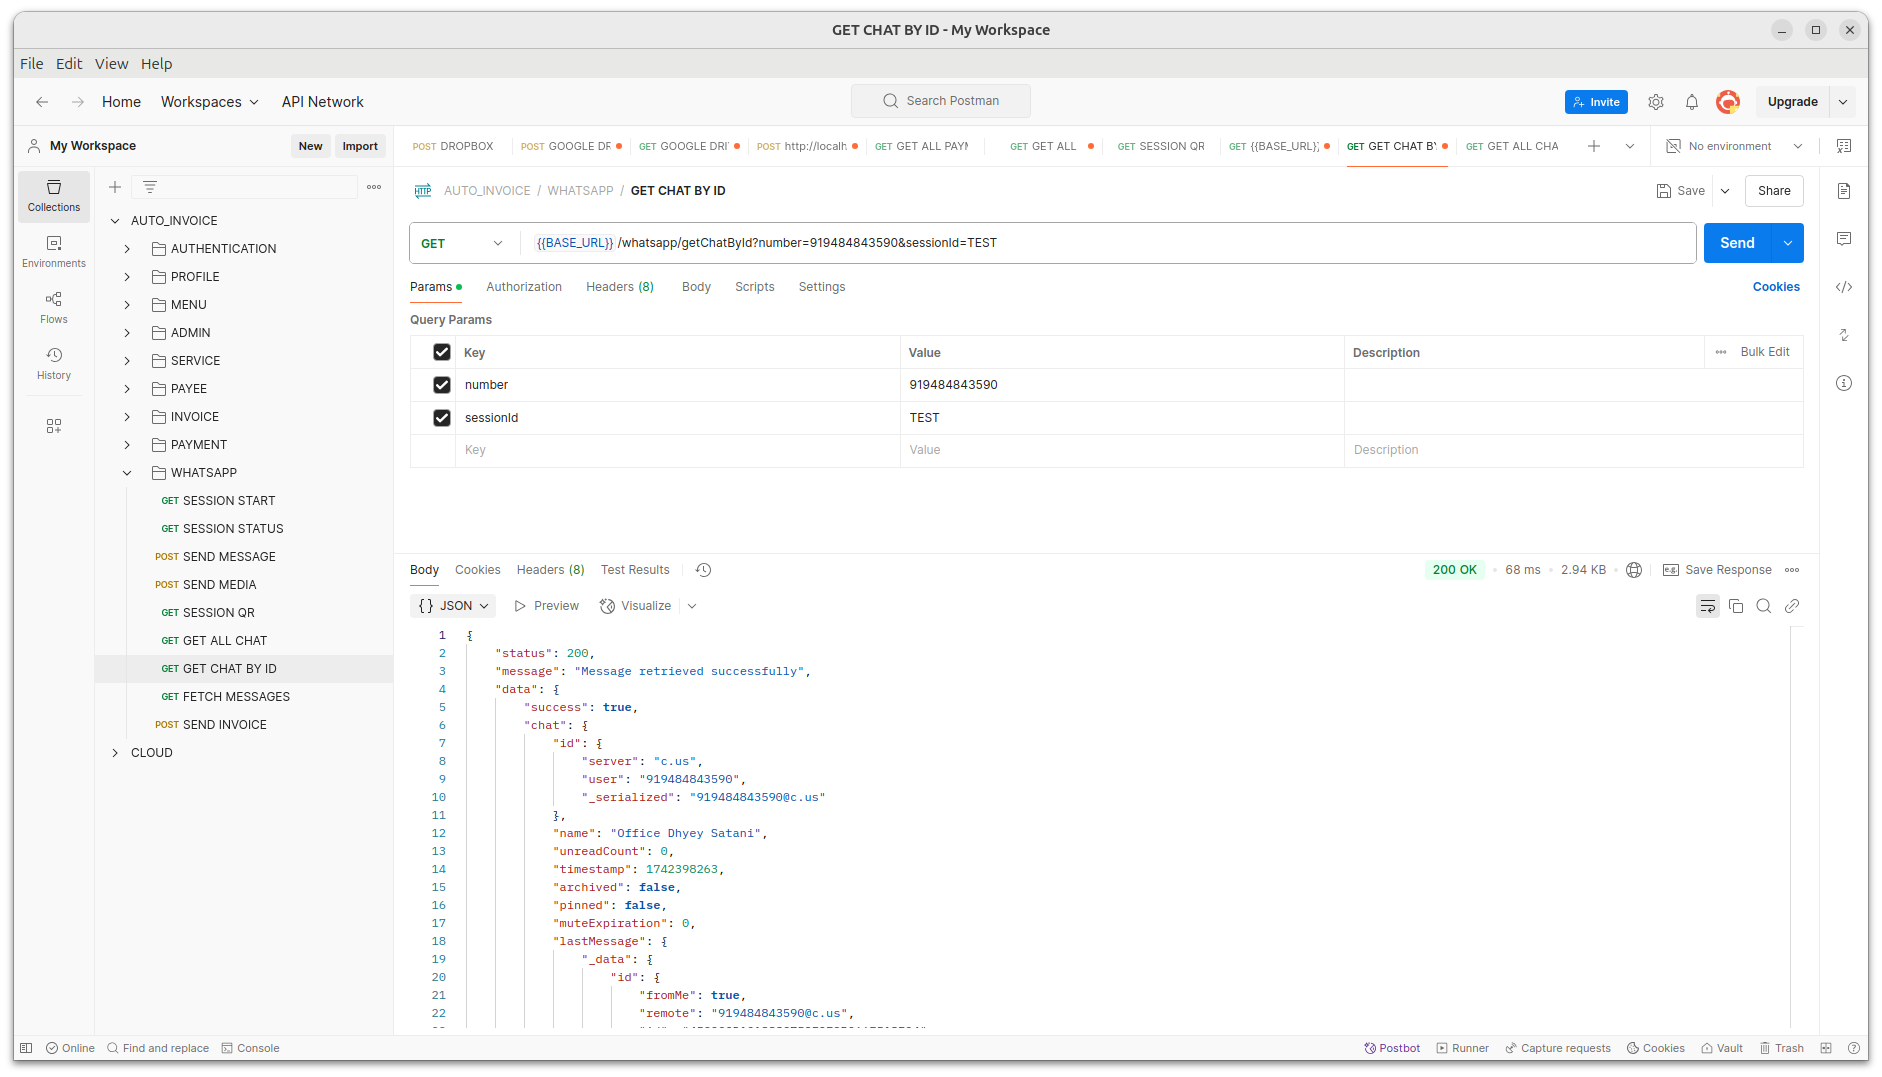 GET CHAT BY ID - My Workspace
File Edit View Help
Home Workspaces API Network
Search Postman
Invite
Upgrade
My Workspace
New Import
POST DROPBOX
POST GOOGLE DF
GET GOOGLE DRI
POST http://localh
GET GET ALL PAYM
GET GET ALL
GET SESSION QR
GET {{BASE_URL}}
GET GET CHAT BY
GET GET ALL CHA
No environment
Collections
Environments
Flows
History
AUTO_INVOICE
AUTHENTICATION
PROFILE
MENU
ADMIN
SERVICE
PAYEE
INVOICE
PAYMENT
WHATSAPP
GET SESSION START
GET SESSION STATUS
POST SEND MESSAGE
POST SEND MEDIA
GET SESSION QR
GET GET ALL CHAT
GET GET CHAT BY ID
GET FETCH MESSAGES
POST SEND INVOICE
CLOUD
HTTP AUTO_INVOICE / WHATSAPP / GET CHAT BY ID
Save Share
GET {{BASE_URL}} /whatsapp/getChatById?number=919484843590&sessionId=TEST
Send
Params Authorization Headers (8) Body Scripts Settings
Cookies
Query Params
Key Value Description Bulk Edit
number 919484843590
sessionId TEST
Key Value Description
Body Cookies Headers (8) Test Results
200 OK 68 ms 2.94 KB e.g. Save Response
{} JSON Preview Visualize
1 {
2 "status": 200,
3 "message": "Message retrieved successfully",
4 "data": {
5 "success": true,
6 "chat": {
7 "id": {
8 "server": "c.us",
9 "user": "919484843590",
10 "_serialized": "919484843590@c.us"
11 },
12 "name": "Office Dhyey Satani",
13 "unreadCount": 0,
14 "timestamp": 1742398263,
15 "archived": false,
16 "pinned": false,
17 "muteExpiration": 0,
18 "lastMessage": {
19 "_data": {
20 "id": {
21 "fromMe": true,
22 "remote": "919484843590@c.us",
Online Find and replace Console
Postbot Runner Capture requests Cookies Vault Trash